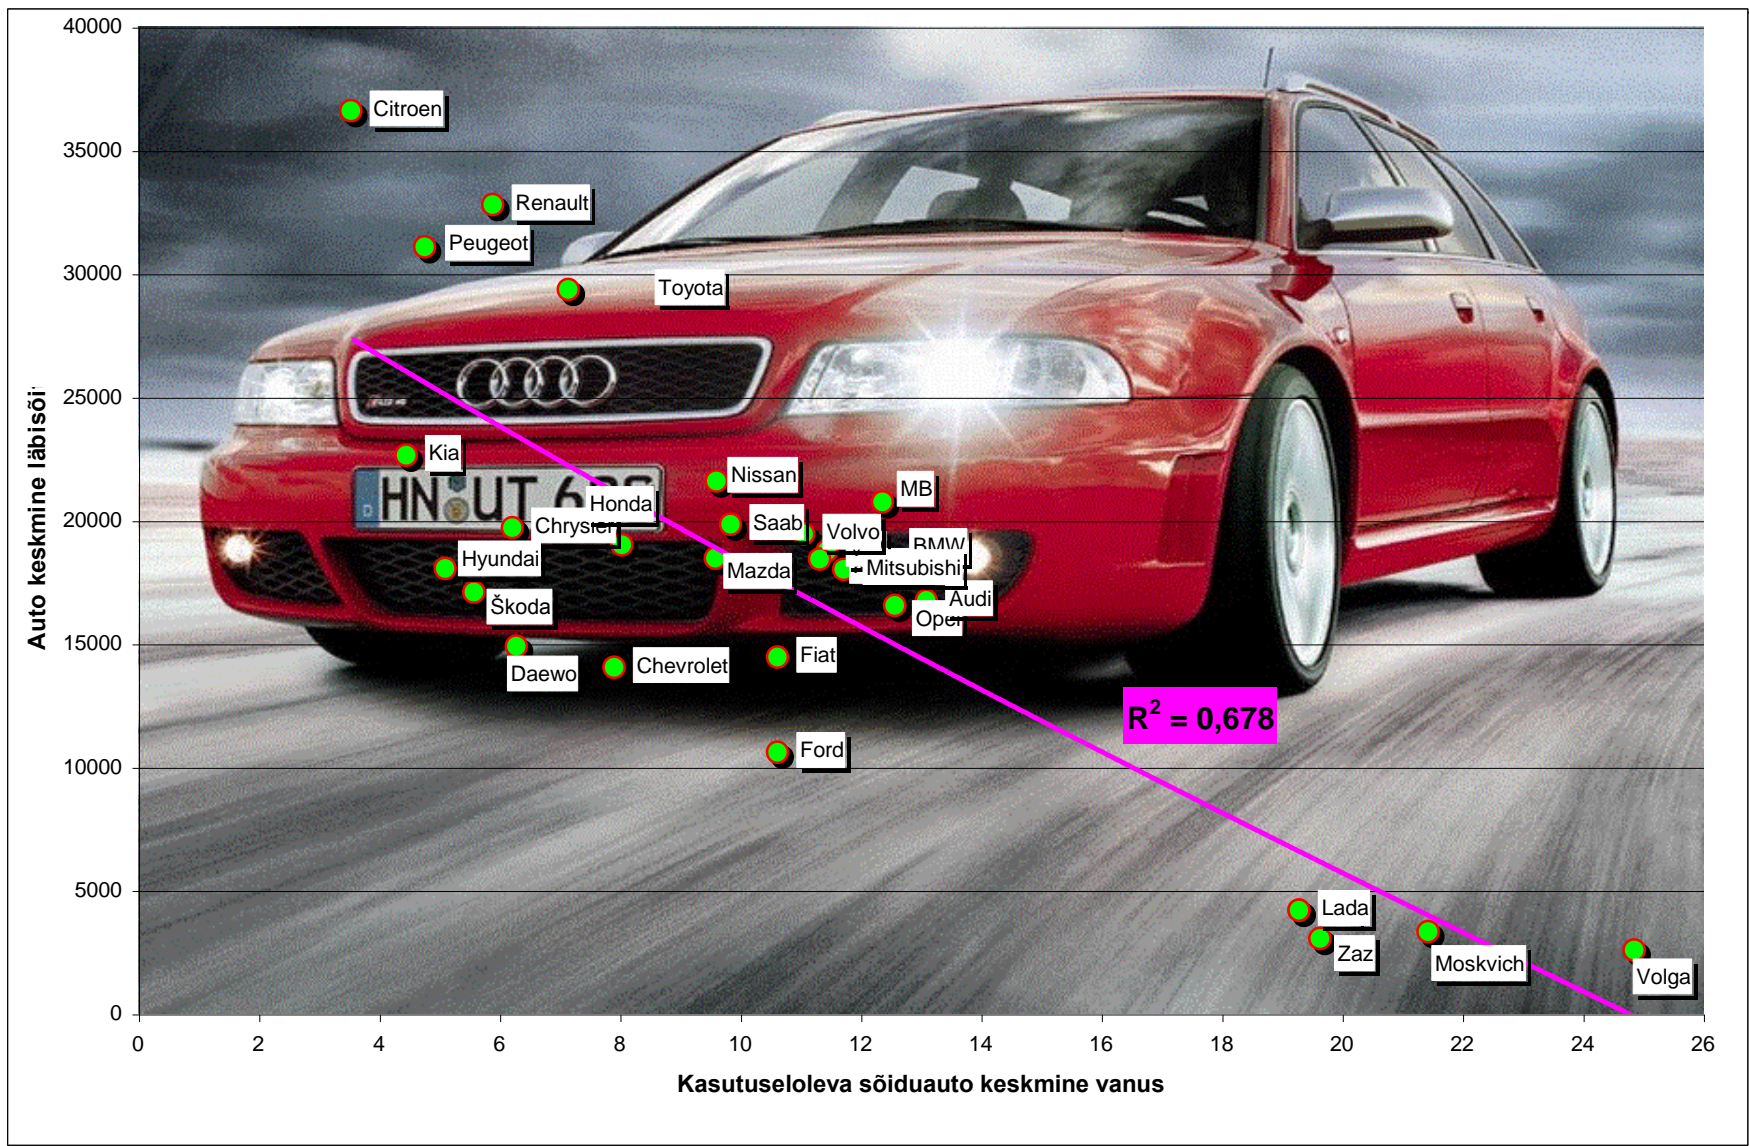 40000
35000
30000
25000
20000
15000
10000
5000
0
Auto keskmine läbisõi
Citroen
Renault
Peugeot
Toyota
Kia
Nissan
MB
HN UT
D
Honda
Chrysler
Saab
Volvo
BMW
Hyundai
Mazda
Mitsubishi
Škoda
Audi
Opel
Daewo
Chevrolet
Fiat
R² = 0,678
Ford
Lada
Zaz
Moskvich
Volga
0 2 4 6 8 10 12 14 16 18 20 22 24 26
Kasutuseloleva sõiduauto keskmine vanus